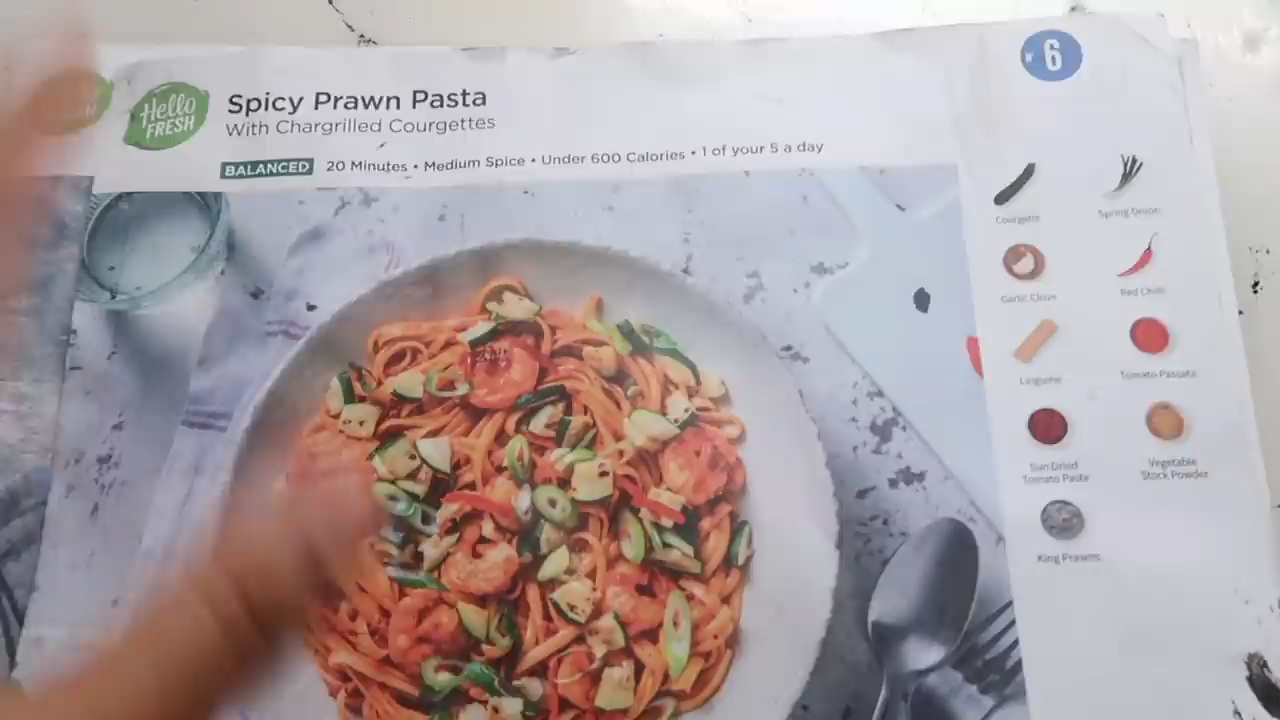 Hello
FRESH
Spicy Prawn Pasta
With Chargrilled Courgettes
BALANCED 20 Minutes • Medium Spice • Under 600 Calories • 1 of your 5 a day
N° 6
Courgette
Spring Onion
Garlic Clove
Red Chilli
Linguine
Tomato Passata
Sun Dried
Tomato Paste
Vegetable
Stock Powder
King Prawns